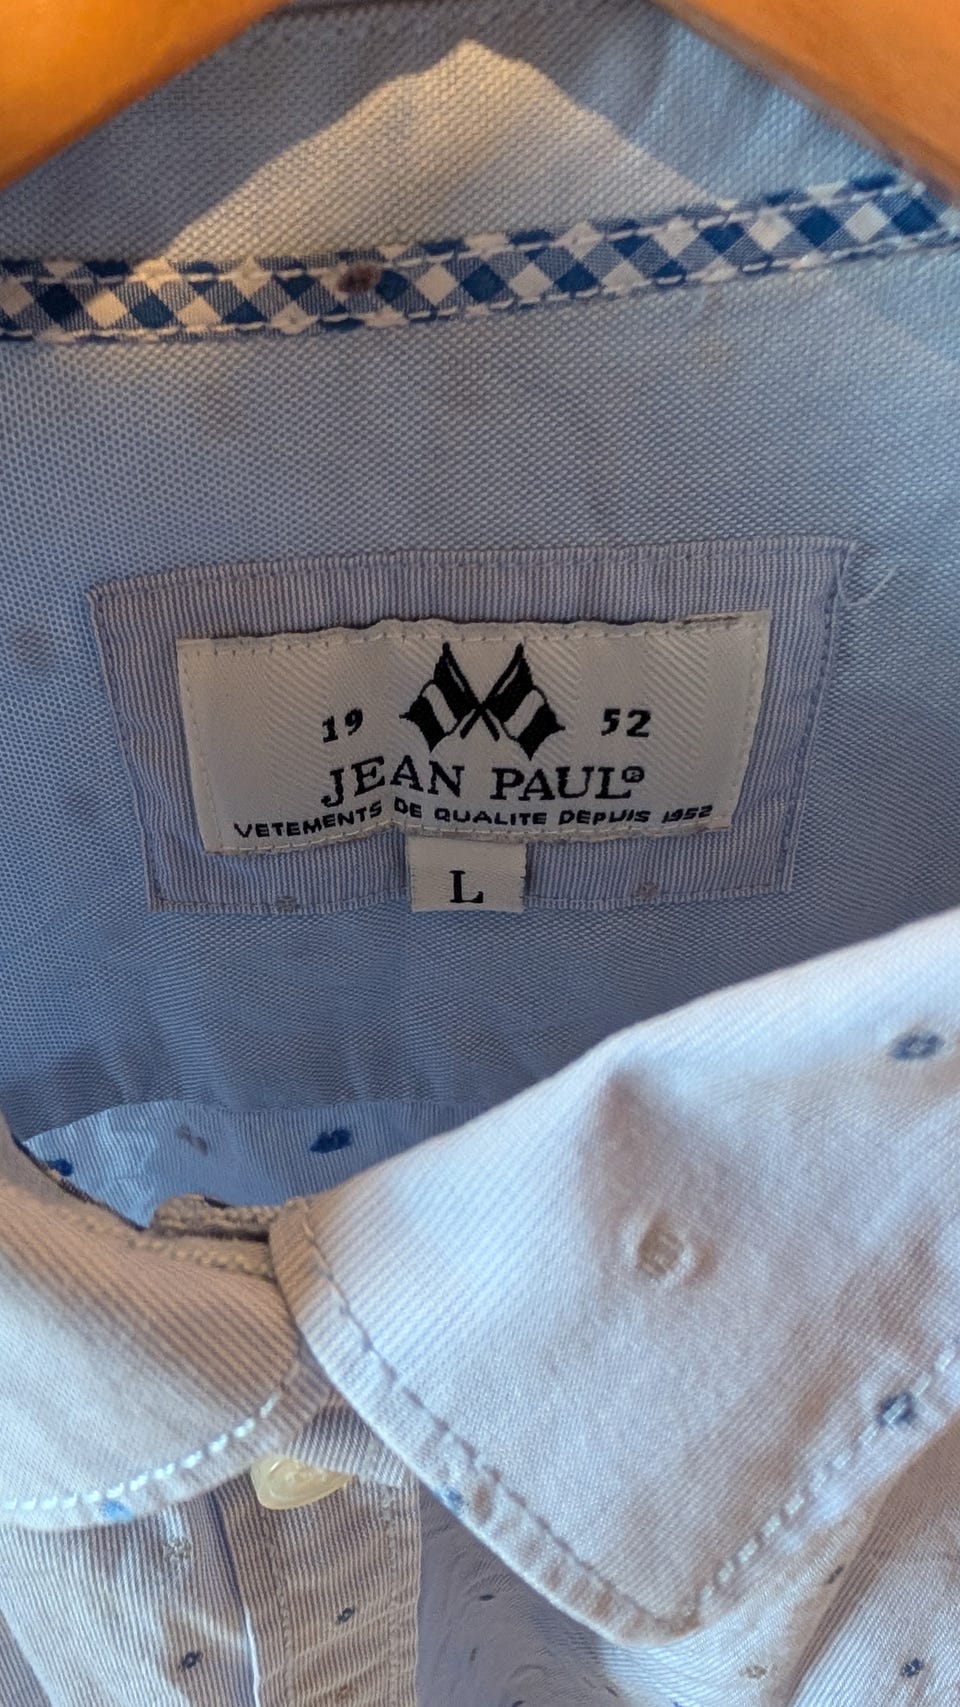 19 52
JEAN PAUL®
VETEMENTS DE QUALITE DEPUIS 1952
L